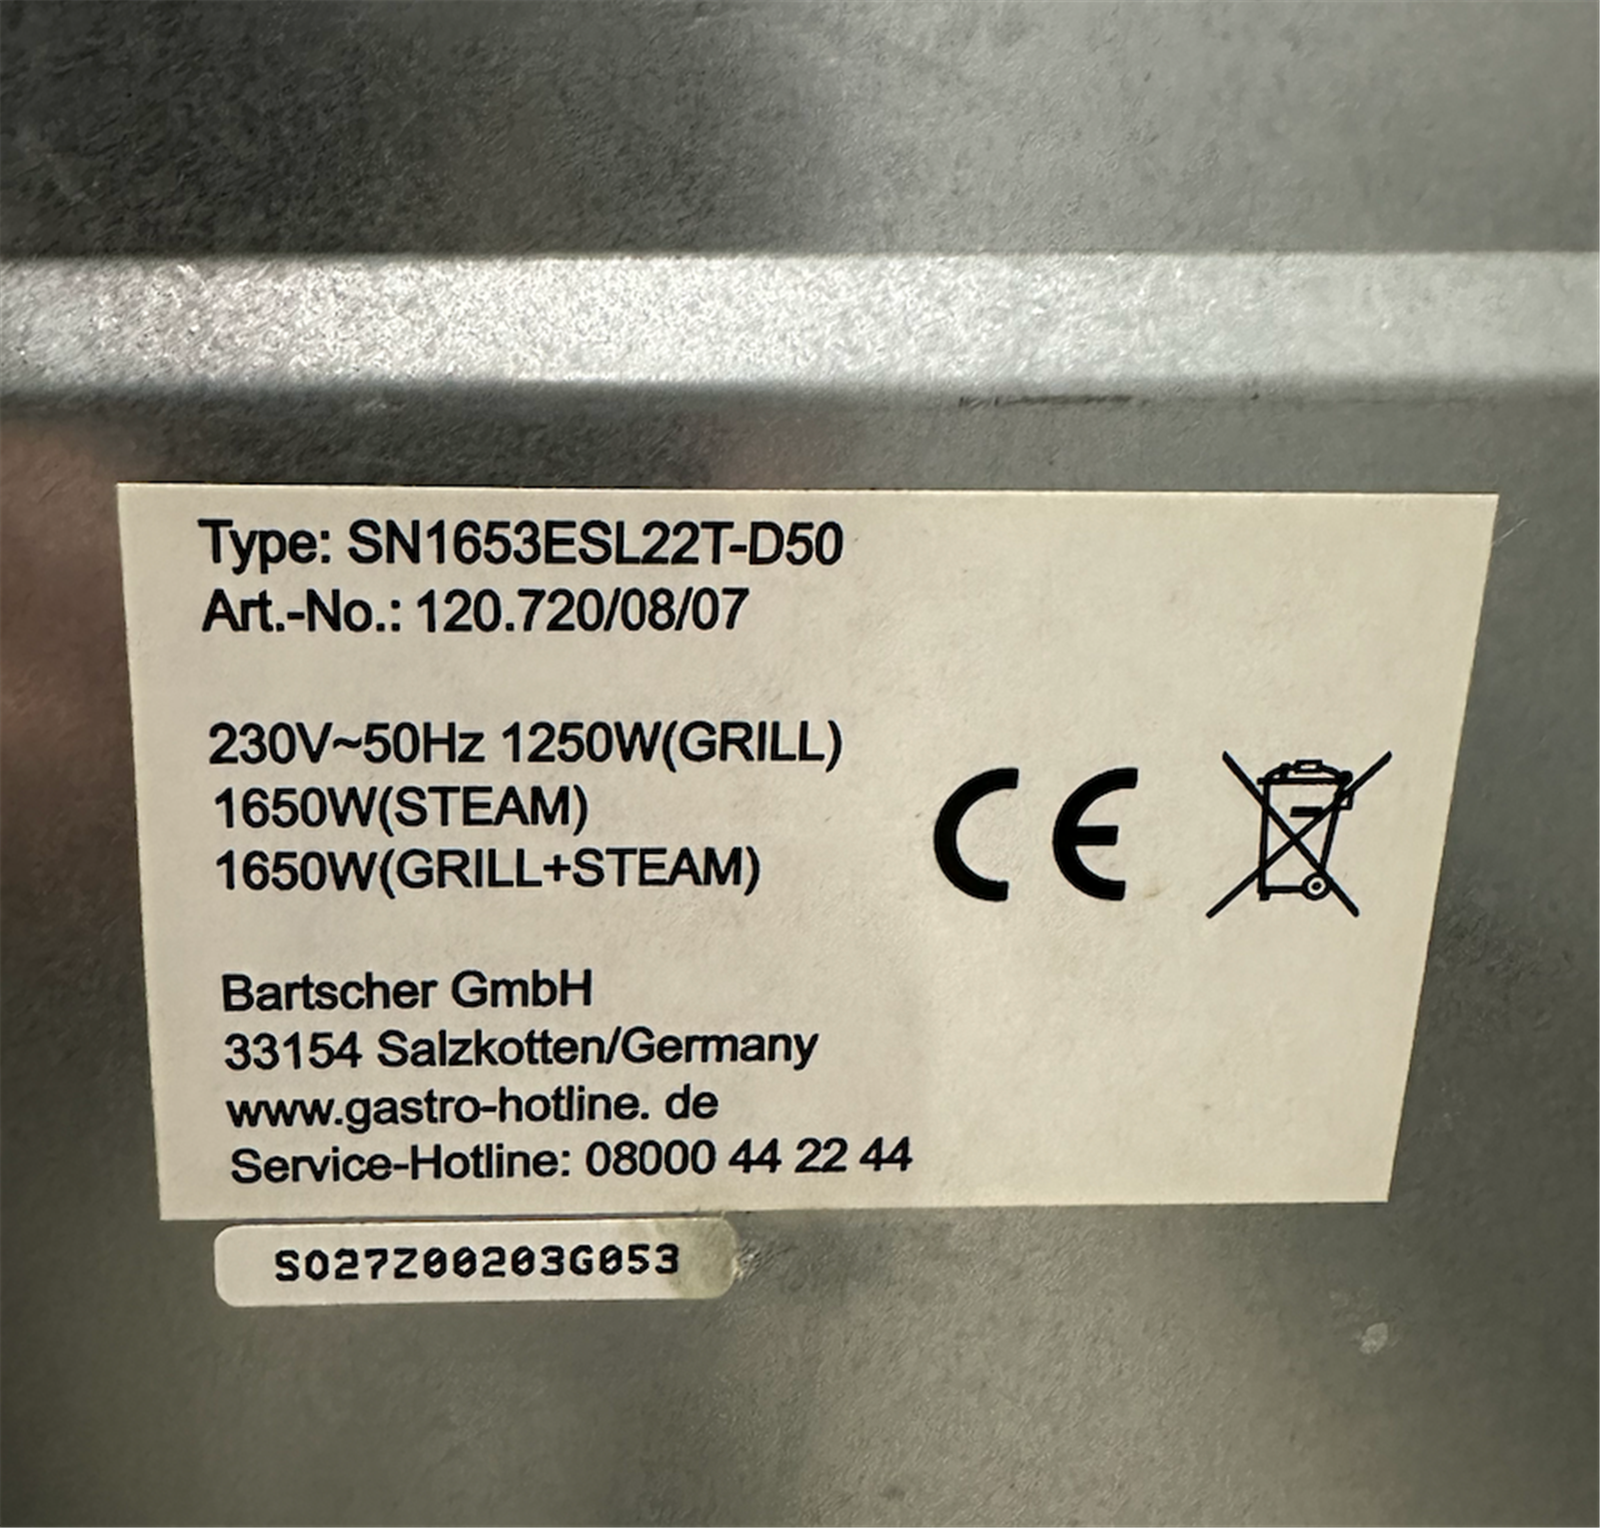 Type: SN1653ESL22T-D50
Art.-No.: 120.720/08/07
230V~50Hz 1250W(GRILL)
1650W(STEAM)
1650W(GRILL+STEAM)
CE
Bartscher GmbH
33154 Salzkotten/Germany
www.gastro-hotline. de
Service-Hotline: 08000 44 22 44
S027Z00203G053